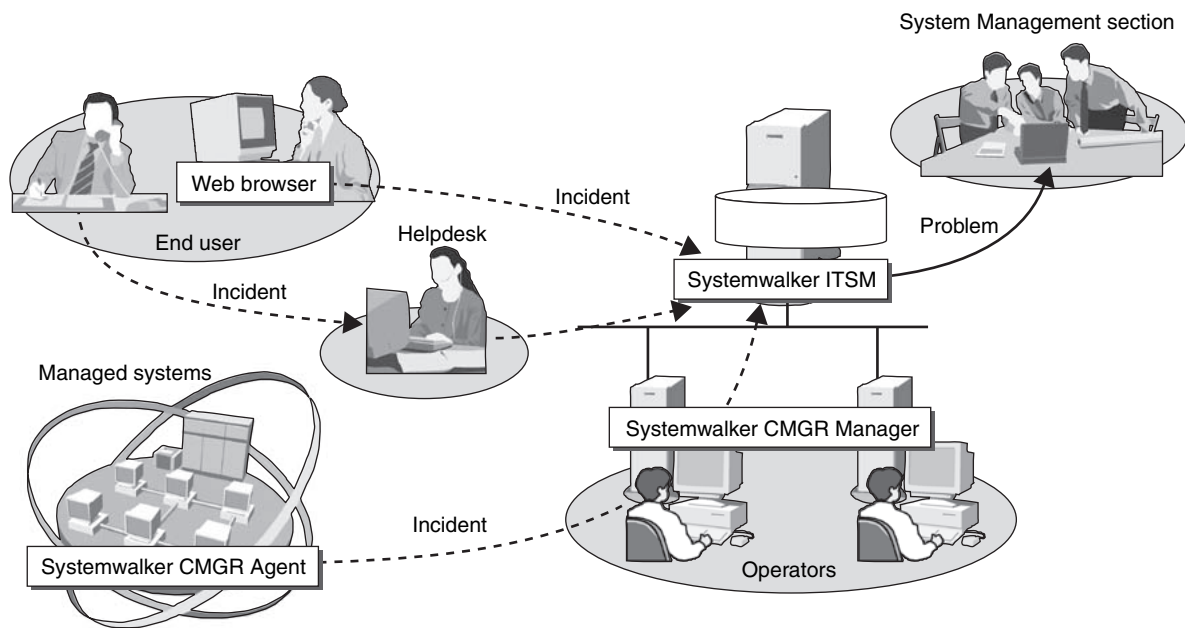 System Management section
Web browser
End user
Incident
Helpdesk
Incident
Problem
Systemwalker ITSM
Managed systems
Systemwalker CMGR Manager
Incident
Systemwalker CMGR Agent
Operators